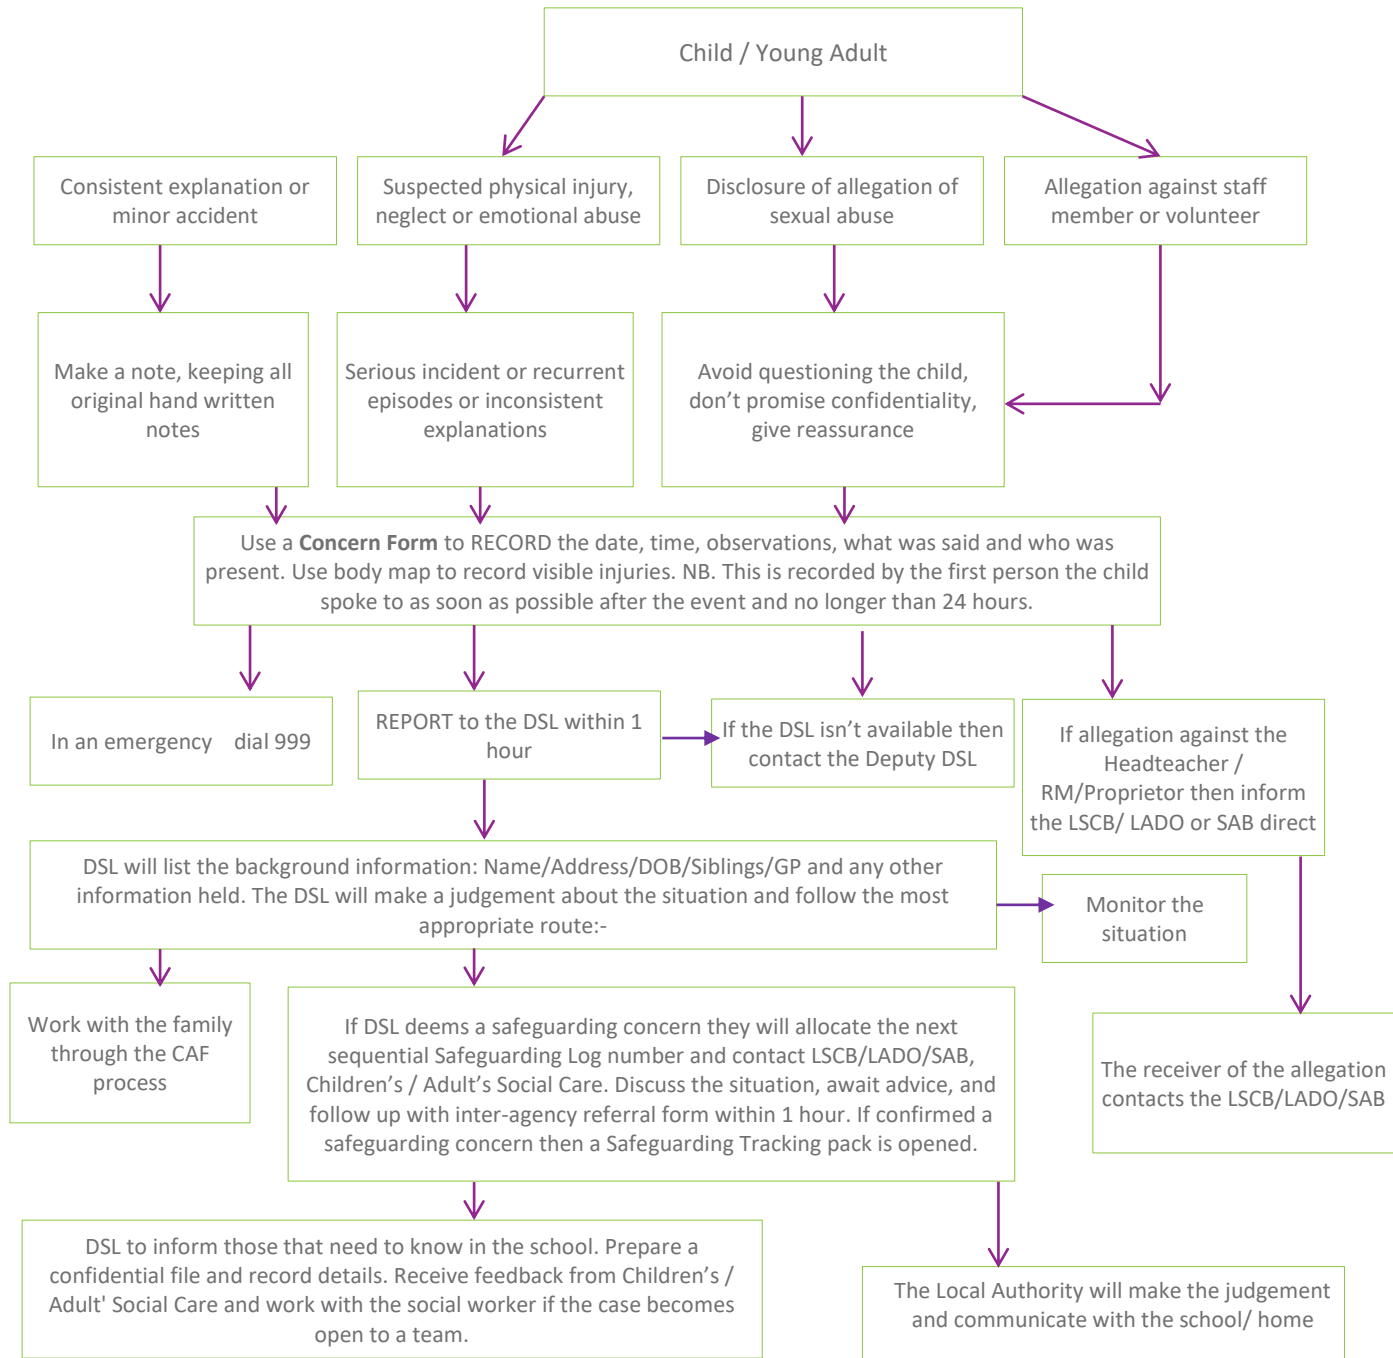 Child / Young Adult
Consistent explanation or
minor accident
Suspected physical injury,
neglect or emotional abuse
Disclosure of allegation of
sexual abuse
Allegation against staff
member or volunteer
Make a note, keeping all
original hand written
notes
Serious incident or recurrent
episodes or inconsistent
explanations
Avoid questioning the child,
don’t promise confidentiality,
give reassurance
Use a Concern Form to RECORD the date, time, observations, what was said and who was
present. Use body map to record visible injuries. NB. This is recorded by the first person the child
spoke to as soon as possible after the event and no longer than 24 hours.
In an emergency dial 999
REPORT to the DSL within 1
hour
If the DSL isn’t available then
contact the Deputy DSL
If allegation against the
Headteacher /
RM/Proprietor then inform
the LSCB/ LADO or SAB direct
DSL will list the background information: Name/Address/DOB/Siblings/GP and any other
information held. The DSL will make a judgement about the situation and follow the most
appropriate route:-
Monitor the
situation
Work with the family
through the CAF
process
If DSL deems a safeguarding concern they will allocate the next
sequential Safeguarding Log number and contact LSCB/LADO/SAB,
Children’s / Adult’s Social Care. Discuss the situation, await advice, and
follow up with inter-agency referral form within 1 hour. If confirmed a
safeguarding concern then a Safeguarding Tracking pack is opened.
The receiver of the allegation
contacts the LSCB/LADO/SAB
DSL to inform those that need to know in the school. Prepare a
confidential file and record details. Receive feedback from Children’s /
Adult' Social Care and work with the social worker if the case becomes
open to a team.
The Local Authority will make the judgement
and communicate with the school/ home